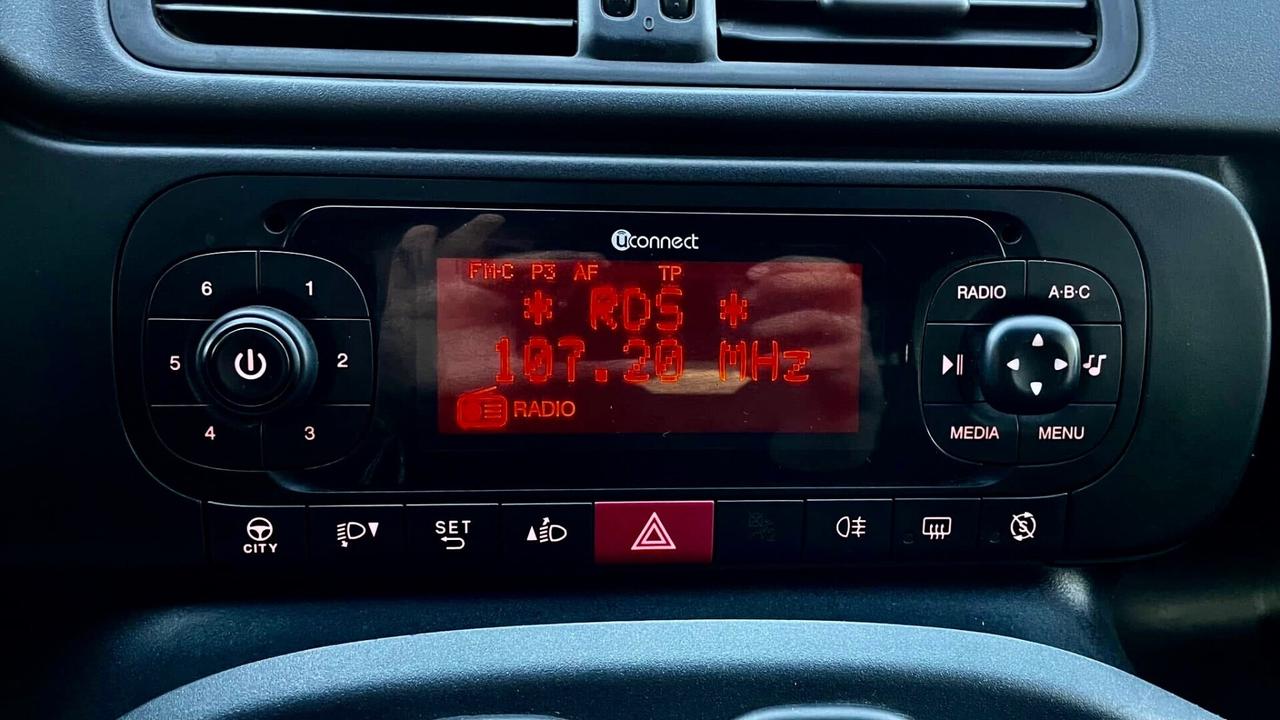 uconnect
FM-C P3 AF TP
* RDS *
107.20 MHz
RADIO
6 1
5 2
4 3
RADIO A·B·C
MEDIA MENU
CITY
SET